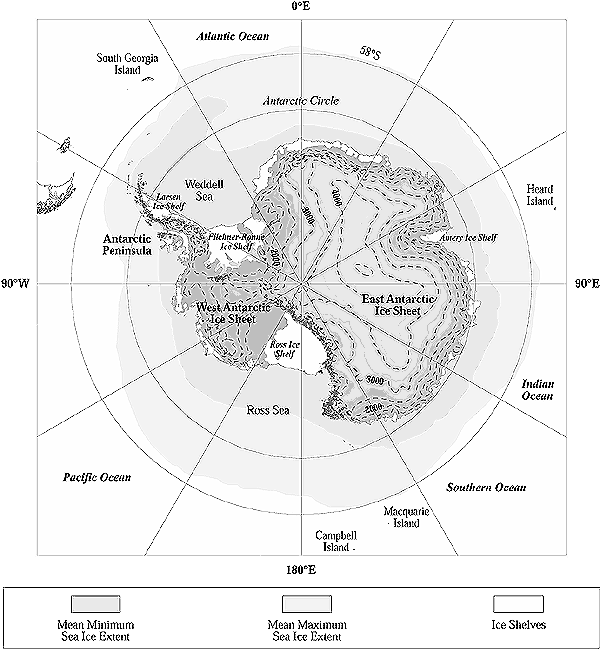 0°E
Atlantic Ocean
58°S
South Georgia
Island
Antarctic Circle
Weddell
Sea
Larsen
Ice Shelf
Heard
Island
4000
3000
Antarctic
Peninsula
Filchner-Ronne
Ice Shelf
Amery Ice Shelf
2000
90°W
90°E
West Antarctic
Ice Sheet
East Antarctic
Ice Sheet
Ross Ice
Shelf
3000
2000
Ross Sea
Indian
Ocean
Pacific Ocean
Southern Ocean
Macquarie
Island
Campbell
Island
180°E
Mean Minimum
Sea Ice Extent
Mean Maximum
Sea Ice Extent
Ice Shelves